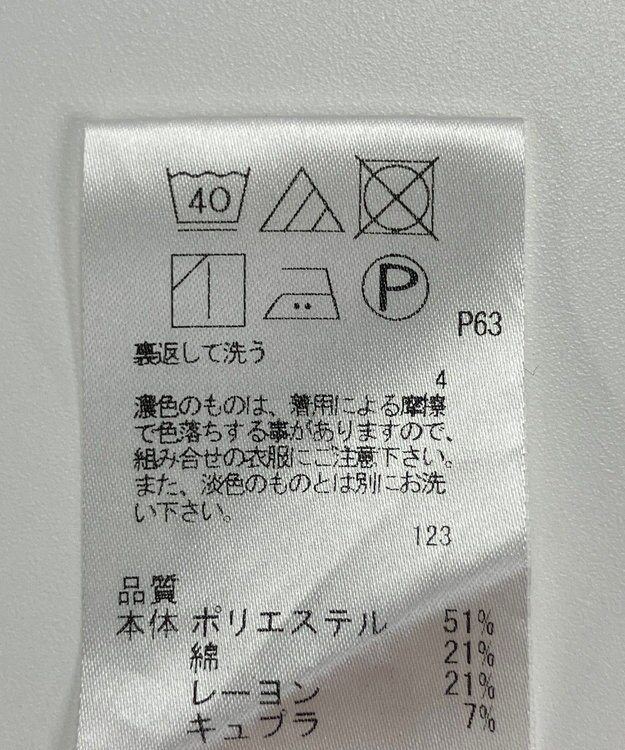 40
P
P63
裏返して洗う
4
濃色のものは、着用による摩擦
で色落ちする事がありますので、
組み合せの衣服にご注意下さい。
また、淡色のものとは別にお洗
い下さい。
123
品質
本体 ポリエステル 51%
綿 21%
レーヨン 21%
キュプラ 7%